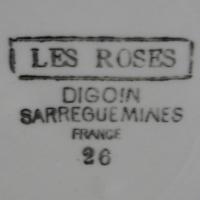 LES ROSES
DIGOIN
SARREGUEMINES
FRANCE
26